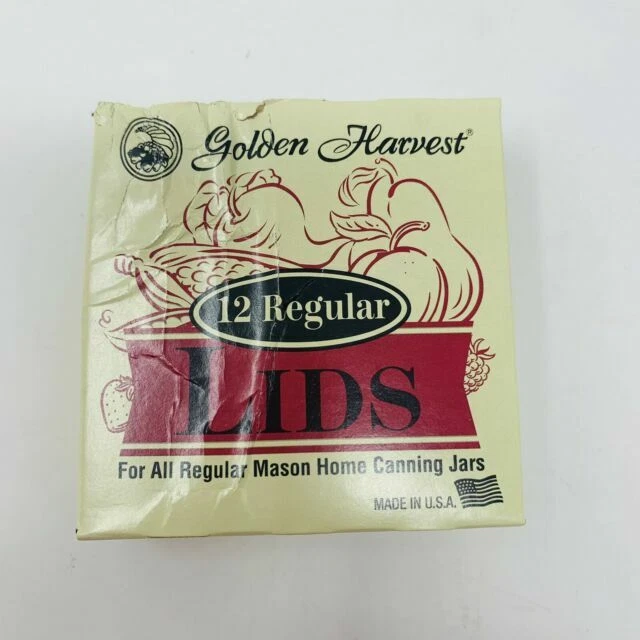 Golden Harvest®
12 Regular
LIDS
For All Regular Mason Home Canning Jars
MADE IN U.S.A.